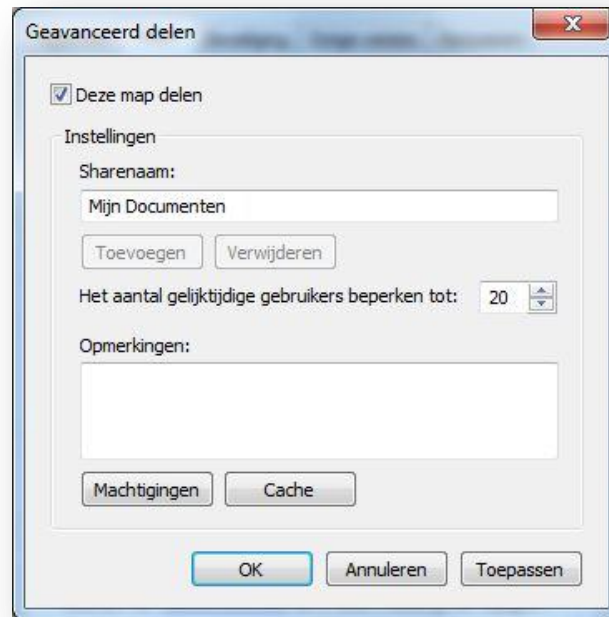 Geavanceerd delen
Deze map delen
Instellingen
Sharenaam:
Mijn Documenten
Toevoegen Verwijderen
Het aantal gelijktijdige gebruikers beperken tot: 20
Opmerkingen:
Machtigingen Cache
OK Annuleren Toepassen